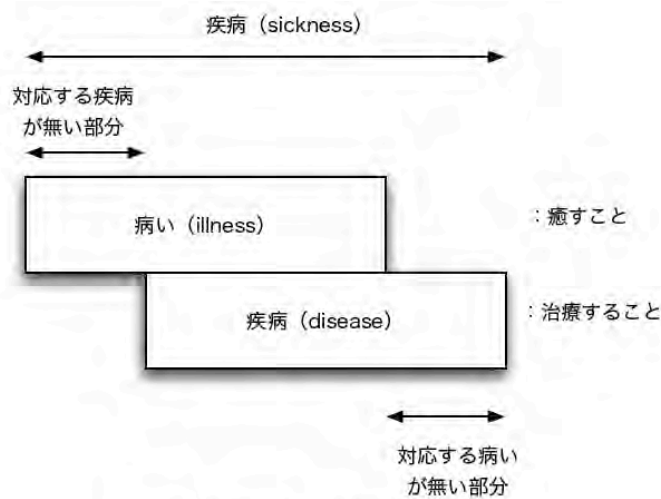 疾病（sickness）
対応する疾病
が無い部分
病い（illness）
：癒すこと
疾病（disease）
：治療すること
対応する病い
が無い部分